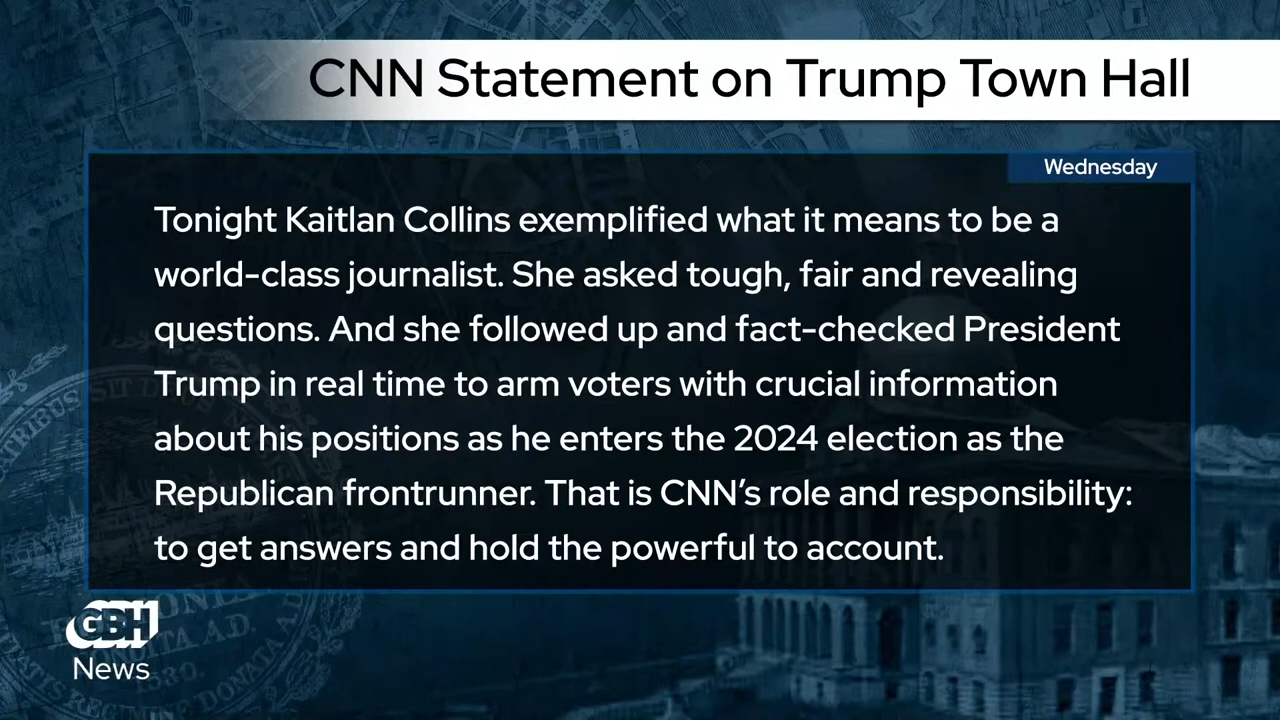 CNN Statement on Trump Town Hall
Wednesday
Tonight Kaitlan Collins exemplified what it means to be a
world-class journalist. She asked tough, fair and revealing
questions. And she followed up and fact-checked President
Trump in real time to arm voters with crucial information
about his positions as he enters the 2024 election as the
Republican frontrunner. That is CNN’s role and responsibility:
to get answers and hold the powerful to account.
GBH
News